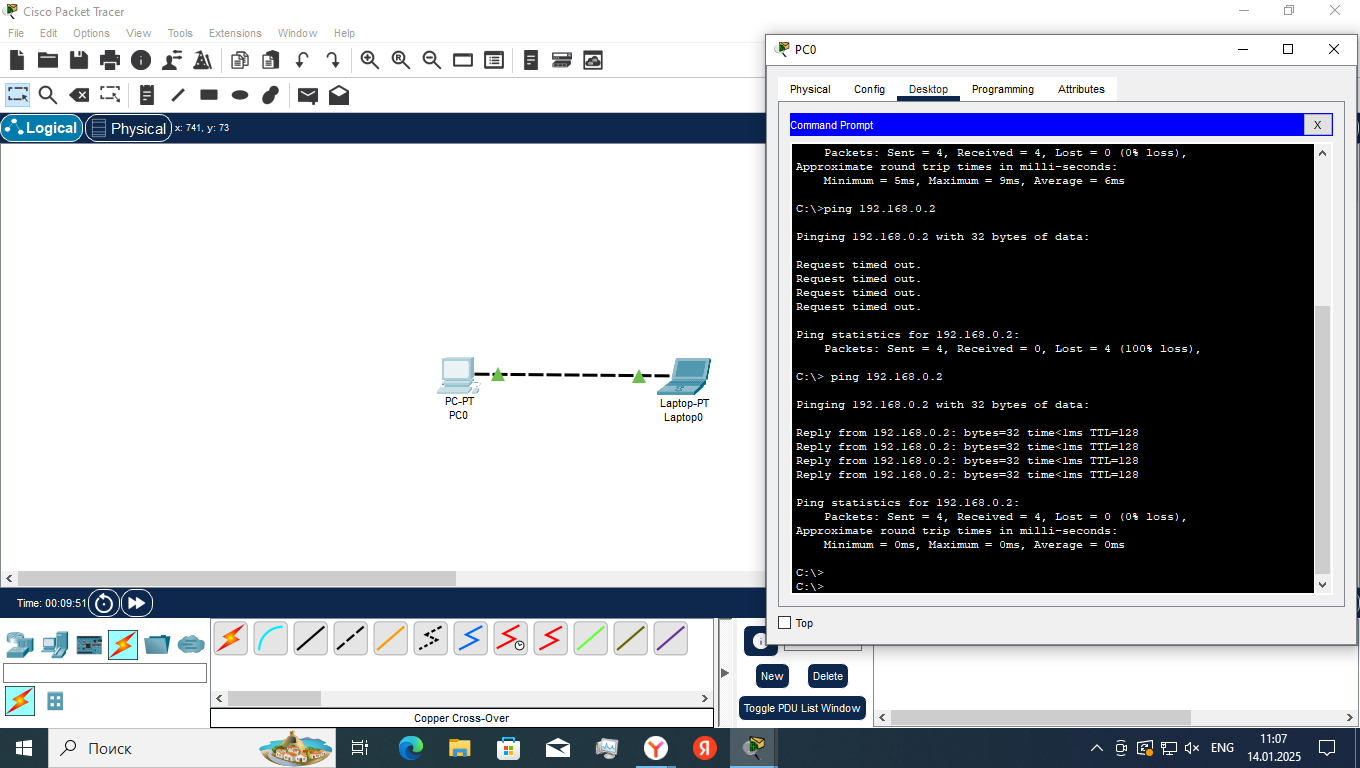 Cisco Packet Tracer
File Edit Options View Tools Extensions Window Help
Logical Physical x: 741, y: 73
PC-PT
PC0
Laptop-PT
Laptop0
PC0
Physical Config Desktop Programming Attributes
Command Prompt X
Packets: Sent = 4, Received = 4, Lost = 0 (0% loss),
Approximate round trip times in milli-seconds:
Minimum = 5ms, Maximum = 9ms, Average = 6ms
C:\>ping 192.168.0.2
Pinging 192.168.0.2 with 32 bytes of data:
Request timed out.
Request timed out.
Request timed out.
Request timed out.
Ping statistics for 192.168.0.2:
Packets: Sent = 4, Received = 0, Lost = 4 (100% loss),
C:\> ping 192.168.0.2
Pinging 192.168.0.2 with 32 bytes of data:
Reply from 192.168.0.2: bytes=32 time<1ms TTL=128
Reply from 192.168.0.2: bytes=32 time<1ms TTL=128
Reply from 192.168.0.2: bytes=32 time<1ms TTL=128
Reply from 192.168.0.2: bytes=32 time<1ms TTL=128
Ping statistics for 192.168.0.2:
Packets: Sent = 4, Received = 4, Lost = 0 (0% loss),
Approximate round trip times in milli-seconds:
Minimum = 0ms, Maximum = 0ms, Average = 0ms
C:\>
C:\>
Top
Time: 00:09:51
New Delete
Toggle PDU List Window
Copper Cross-Over
Поиск
ENG
11:07
14.01.2025